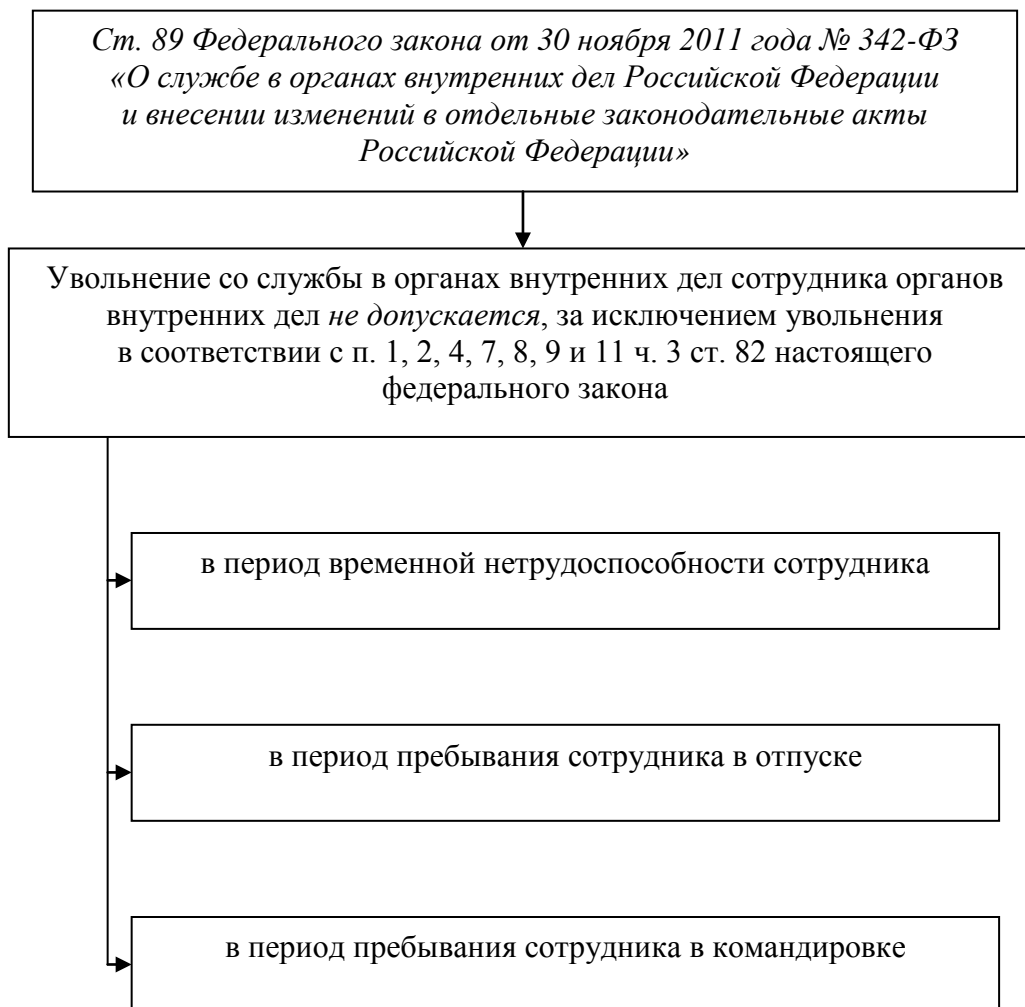 Ст. 89 Федерального закона от 30 ноября 2011 года № 342-ФЗ
«О службе в органах внутренних дел Российской Федерации
и внесении изменений в отдельные законодательные акты
Российской Федерации»
Увольнение со службы в органах внутренних дел сотрудника органов
внутренних дел не допускается, за исключением увольнения
в соответствии с п. 1, 2, 4, 7, 8, 9 и 11 ч. 3 ст. 82 настоящего
федерального закона
в период временной нетрудоспособности сотрудника
в период пребывания сотрудника в отпуске
в период пребывания сотрудника в командировке